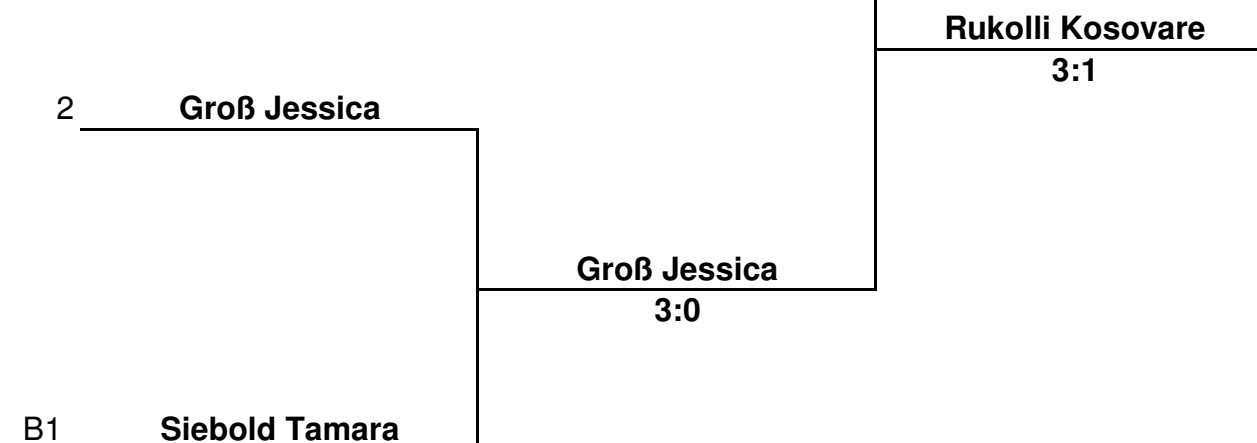 Rukolli Kosovare
3:1
2 Groß Jessica
Groß Jessica
3:0
B1 Siebold Tamara